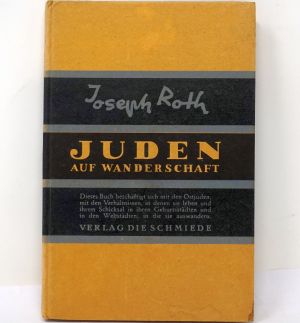 Joseph Roth
JUDEN
AUF WANDERSCHAFT
Dieses Buch beschäftigt sich mit den Ostjuden,
mit den Verhältnissen, in denen sie leben und
ihrem Schicksal in ihren Geburtsstädten und
in den Weltstädten, in die sie auswandern.
VERLAG DIE SCHMIEDE